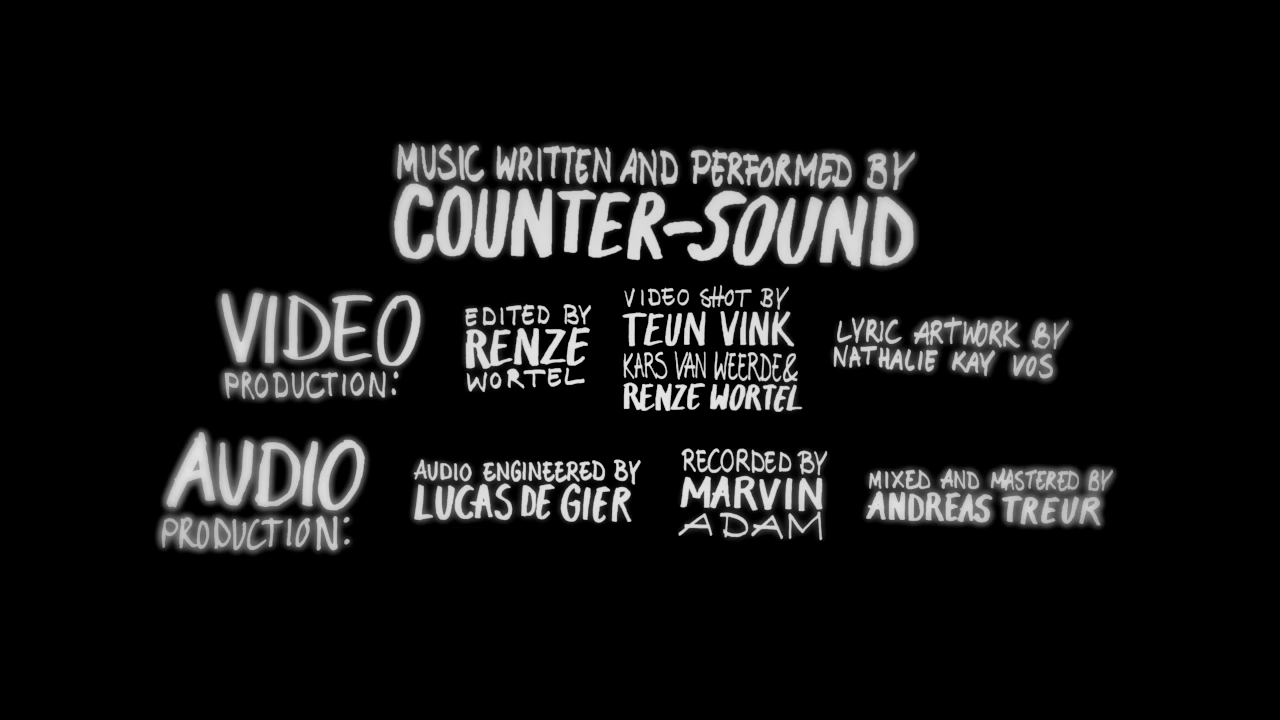 MUSIC WRITTEN AND PERFORMED BY
COUNTER-SOUND
VIDEO
PRODUCTION:
EDITED BY
RENZE
WORTEL
VIDEO SHOT BY
TEUN VINK
KARS VAN WEERDE&
RENZE WORTEL
LYRIC ARTWORK BY
NATHALIE KAY VOS
AUDIO
PRODUCTION:
AUDIO ENGINEERED BY
LUCAS DE GIER
RECORDED BY
MARVIN
ADAM
MIXED AND MASTERED BY
ANDREAS TREUR